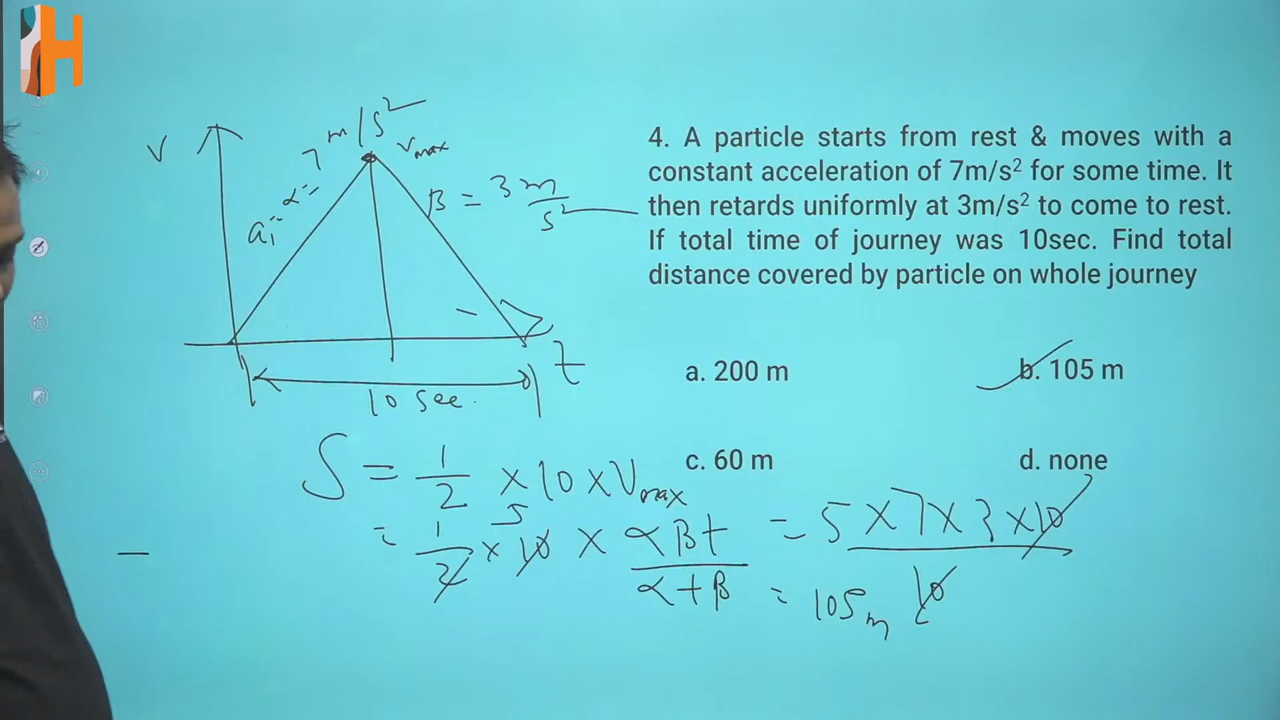 H
4. A particle starts from rest & moves with a
constant acceleration of 7m/s² for some time. It
then retards uniformly at 3m/s² to come to rest.
If total time of journey was 10sec. Find total
distance covered by particle on whole journey
a. 200 m
b. 105 m
c. 60 m
d. none
V
a₁ = α = 7 m/s²
Vmax
β = 3 m/s²
t
10 sec.
S = 1/2 × 10 × Vmax
= 1/2 × 10 × αβt/α+β = 5×7×3×10/10
5
= 105m